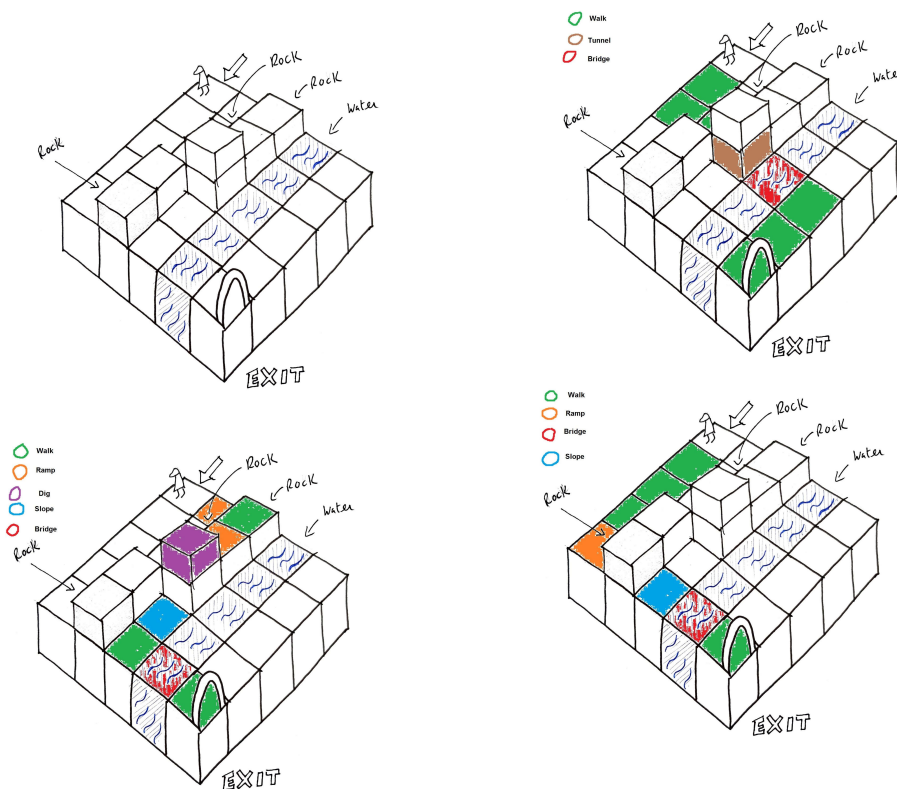 Rock
Rock
Water
Rock
EXIT
Walk
Tunnel
Bridge
Rock
Rock
Wate
Rock
EXIT
Walk
Ramp
Dig
Slope
Bridge
Rock
Rock
Water
Rock
EXIT
Walk
Ramp
Bridge
Slope
Rock
Rock
Water
Rock
EXIT